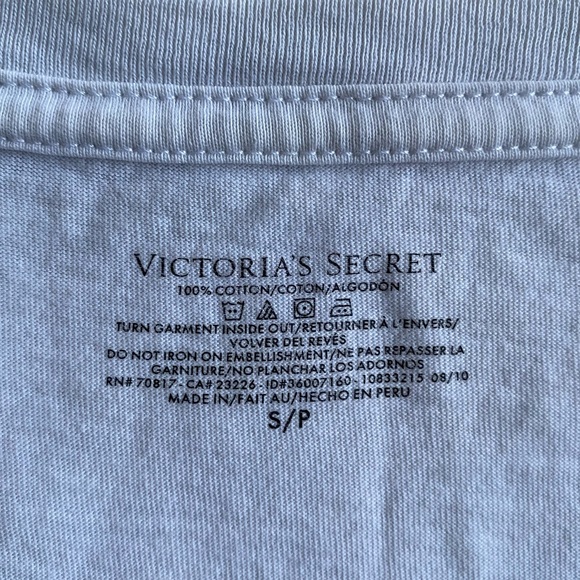 VICTORIA'S SECRET
100% COTTON/COTON/ALGODÓN
TURN GARMENT INSIDE OUT/RETOURNER À L'ENVERS/
VOLVER DEL REVÉS
DO NOT IRON ON EMBELLISHMENT/NE PAS REPASSER LA
GARNITURE/NO PLANCHAR LOS ADORNOS
RN# 70817 - CA# 23226 - ID#36007160 - 10833215 08/10
MADE IN/FAIT AU/HECHO EN PERU
S/P